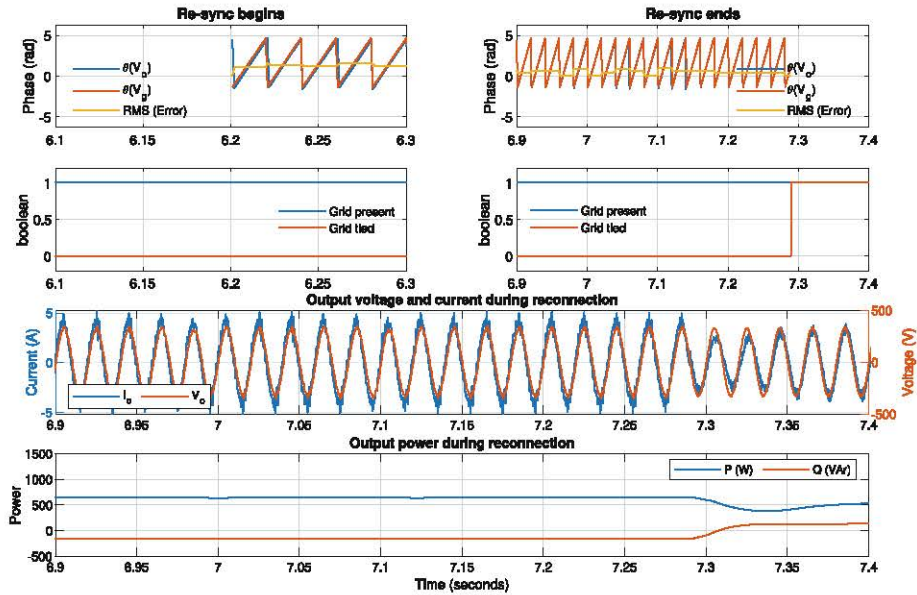 Re-sync begins
Re-sync ends
Phase (rad)
5
0
-5
θ(Vo)
θ(Vg)
RMS (Error)
6.1 6.15 6.2 6.25 6.3
Phase (rad)
5
0
-5
θ(Vo)
θ(Vg)
RMS (Error)
6.9 7 7.1 7.2 7.3 7.4
boolean
1
0.5
0
Grid present
Grid tied
6.1 6.15 6.2 6.25 6.3
boolean
1
0.5
0
Grid present
Grid tied
6.9 7 7.1 7.2 7.3 7.4
Output voltage and current during reconnection
Current (A)
5
0
-5
Io Vo
500
0
-500
Voltage (V)
6.9 6.95 7 7.05 7.1 7.15 7.2 7.25 7.3 7.35 7.4
Output power during reconnection
Power
1500
1000
500
0
-500
P (W) Q (VAr)
6.9 6.95 7 7.05 7.1 7.15 7.2 7.25 7.3 7.35 7.4
Time (seconds)